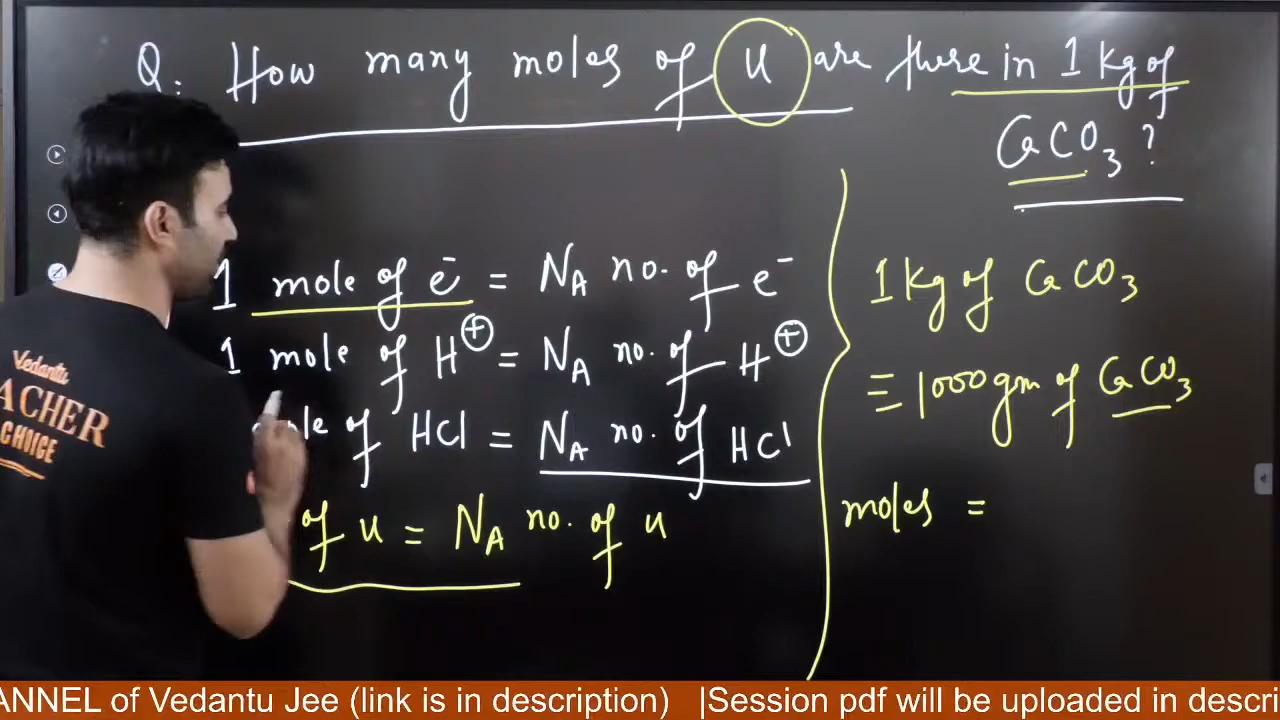 Q. How many moles of u are there in 1 kg of
CaCO3 ?
1 mole of e⁻ = NA no. of e⁻
1 mole of H⊕ = NA no. of H⊕
of HCl = NA no. of HCl
of u = NA no. of u
1 kg of CaCO3
≡ 1000 gm of CaCO3
moles =
Vedantu
ACHER
CHOICE
ANNEL of Vedantu Jee (link is in description) |Session pdf will be uploaded in descri